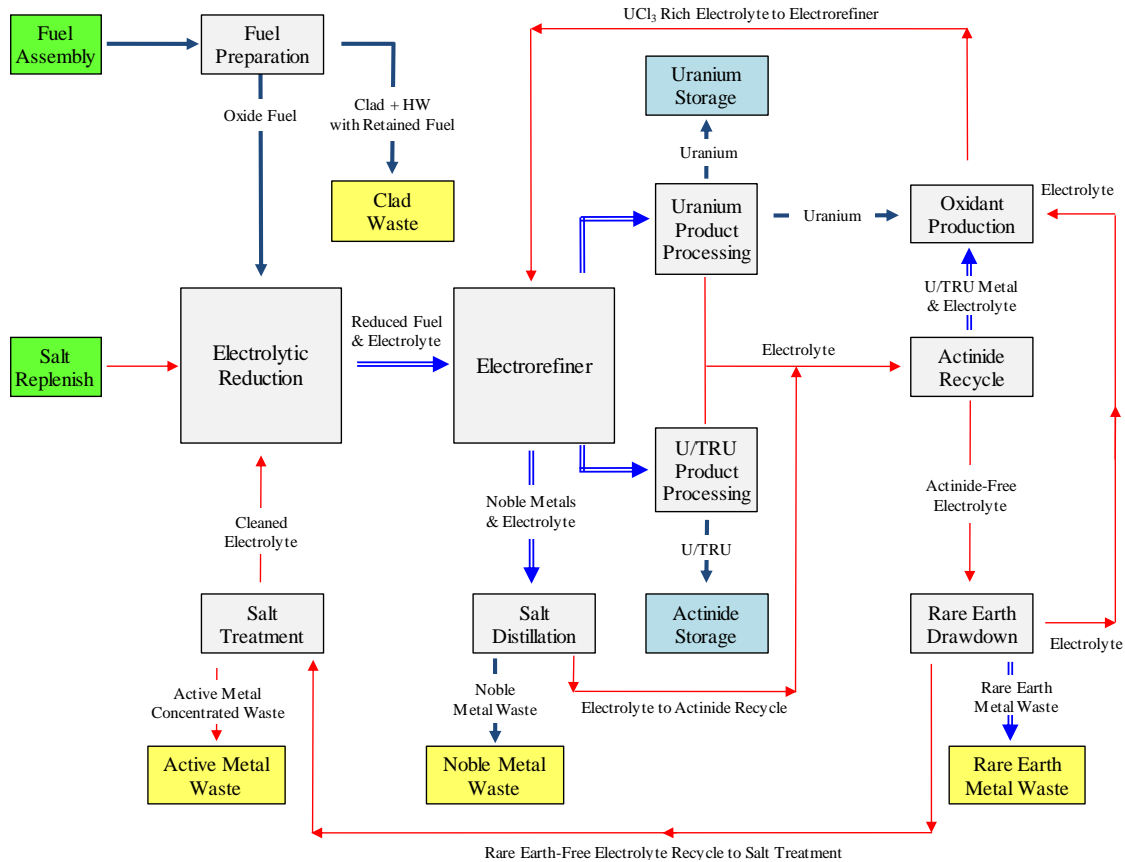 UCl₃ Rich Electrolyte to Electrorefiner
Fuel
Assembly
Fuel
Preparation
Uranium
Storage
Oxide Fuel
Clad + HW
with Retained Fuel
Uranium
Clad
Waste
Uranium
Product
Processing
Uranium
Oxidant
Production
Electrolyte
U/TRU Metal
& Electrolyte
Salt
Replenish
Electrolytic
Reduction
Reduced Fuel
& Electrolyte
Electrorefiner
Electrolyte
Actinide
Recycle
U/TRU
Product
Processing
Noble Metals
& Electrolyte
Actinide-Free
Electrolyte
Cleaned
Electrolyte
U/TRU
Salt
Treatment
Salt
Distillation
Actinide
Storage
Rare Earth
Drawdown
Electrolyte
Active Metal
Concentrated Waste
Noble
Metal Waste
Electrolyte to Actinide Recycle
Rare Earth
Metal Waste
Active Metal
Waste
Noble Metal
Waste
Rare Earth
Metal Waste
Rare Earth-Free Electrolyte Recycle to Salt Treatment